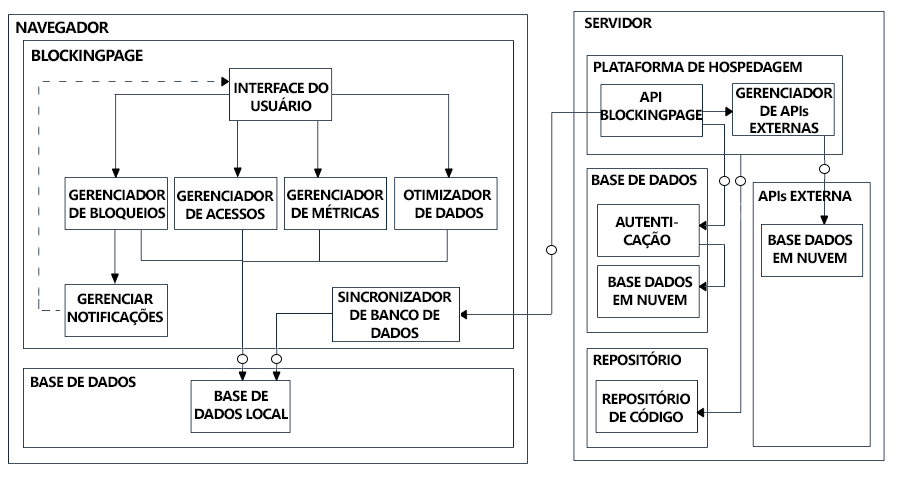 NAVEGADOR
BLOCKINGPAGE
INTERFACE DO
USUÁRIO
GERENCIADOR
DE BLOQUEIOS
GERENCIADOR
DE ACESSOS
GERENCIADOR
DE MÉTRICAS
OTIMIZADOR
DE DADOS
GERENCIAR
NOTIFICAÇÕES
SINCRONIZADOR
DE BANCO DE
DADOS
BASE DE DADOS
BASE DE
DADOS LOCAL
SERVIDOR
PLATAFORMA DE HOSPEDAGEM
API
BLOCKINGPAGE
GERENCIADOR
DE APIs
EXTERNAS
BASE DE DADOS
AUTENTI-
CAÇÃO
BASE DADOS
EM NUVEM
APIs EXTERNA
BASE DADOS
EM NUVEM
REPOSITÓRIO
REPOSITÓRIO
DE CÓDIGO